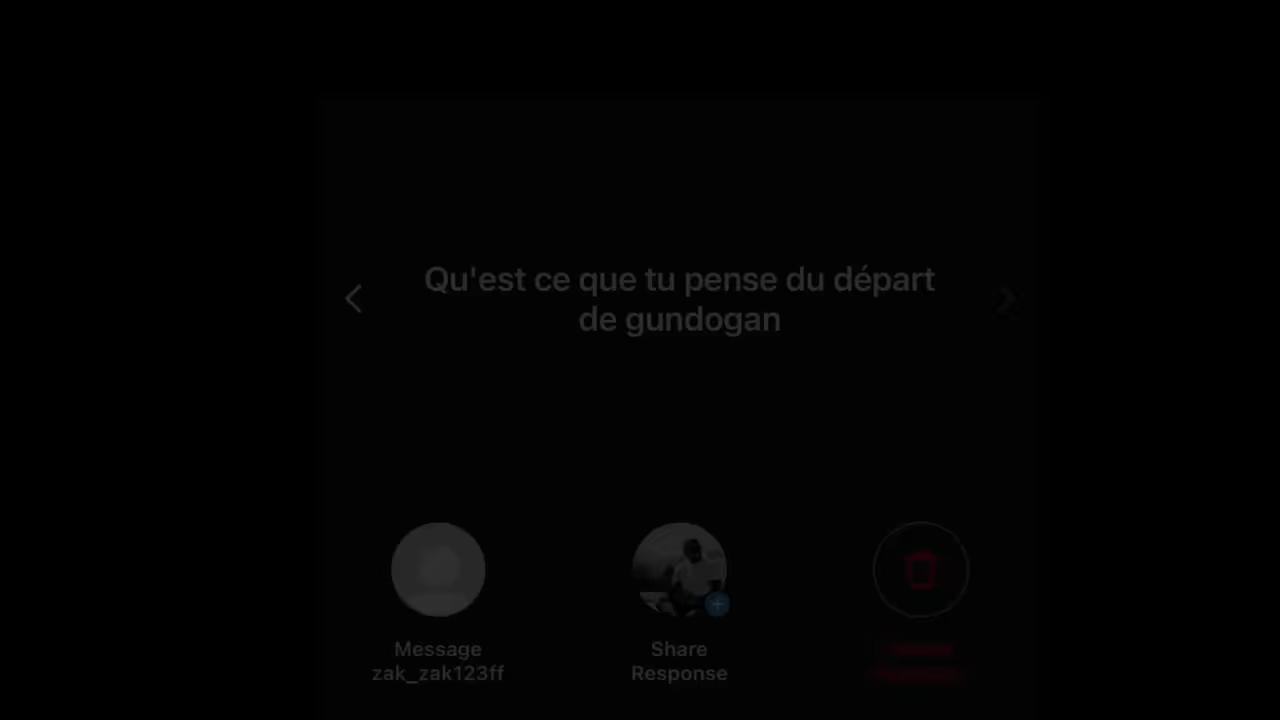 Qu'est ce que tu pense du départ
de gundogan
Message
zak_zak123ff
Share
Response